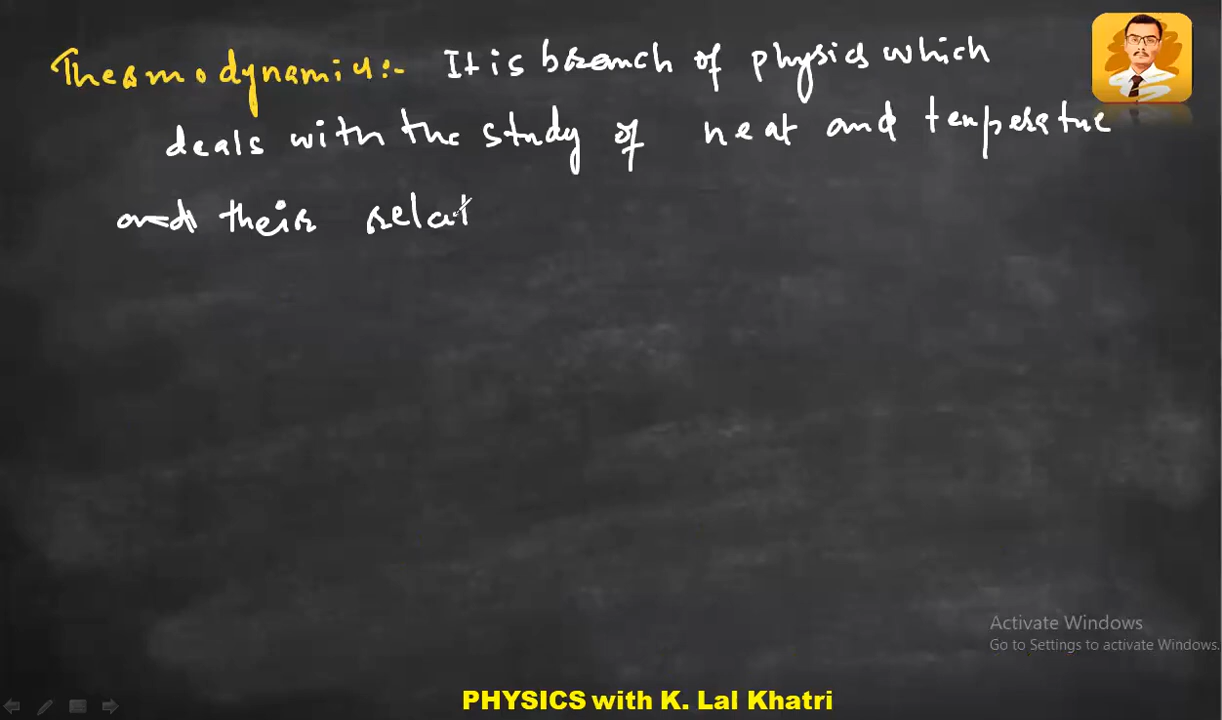 Thermodynamics:- It is branch of physics which
deals with the study of heat and temperature
and their relat
Activate Windows
Go to Settings to activate Windows.
PHYSICS with K. Lal Khatri